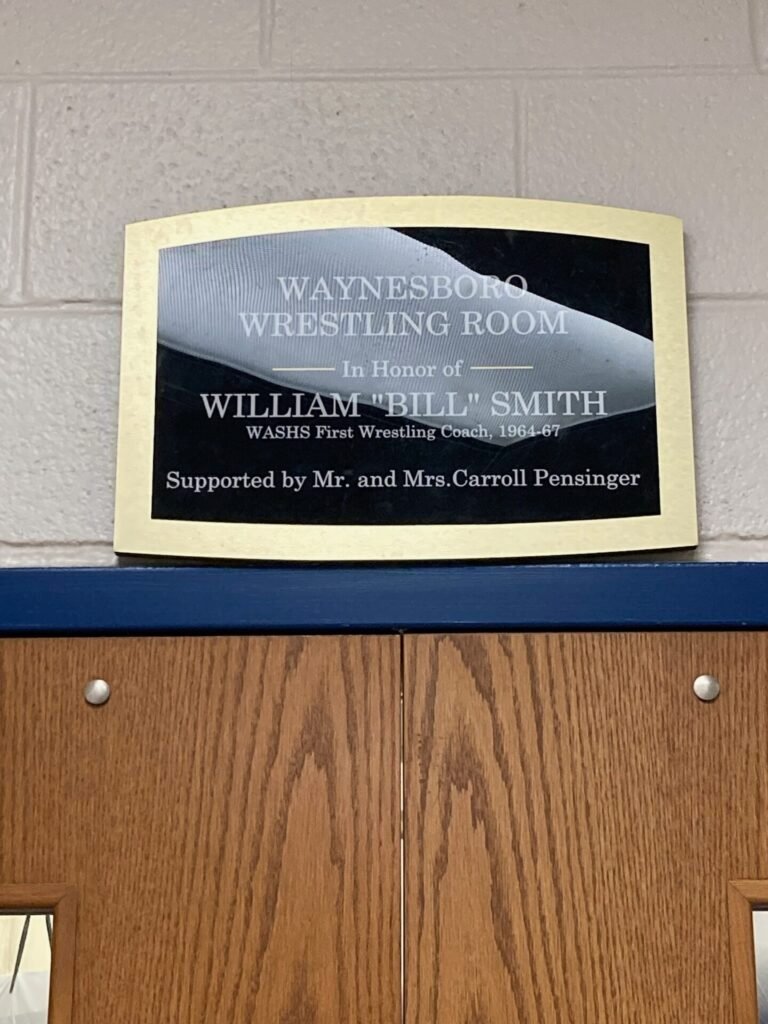 WAYNESBORO
WRESTLING ROOM
In Honor of
WILLIAM "BILL" SMITH
WASHS First Wrestling Coach, 1964-67
Supported by Mr. and Mrs.Carroll Pensinger